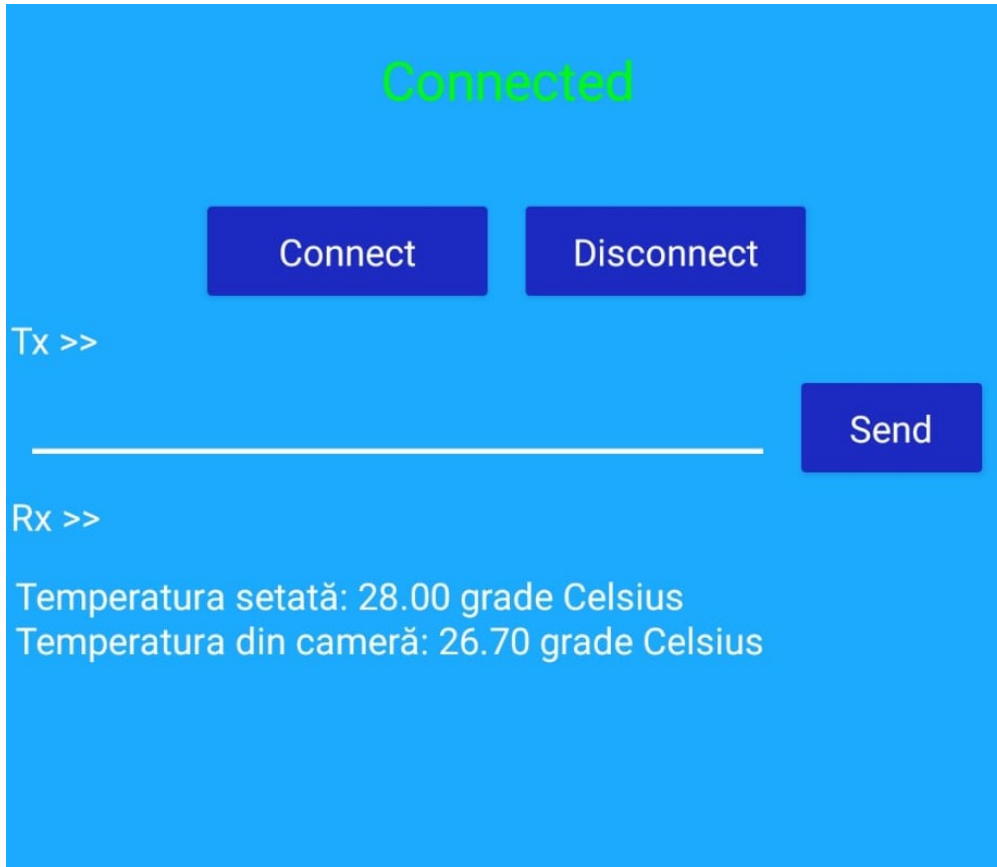 Connected
Connect Disconnect
Tx >>
Send
Rx >>
Temperatura setată: 28.00 grade Celsius
Temperatura din cameră: 26.70 grade Celsius